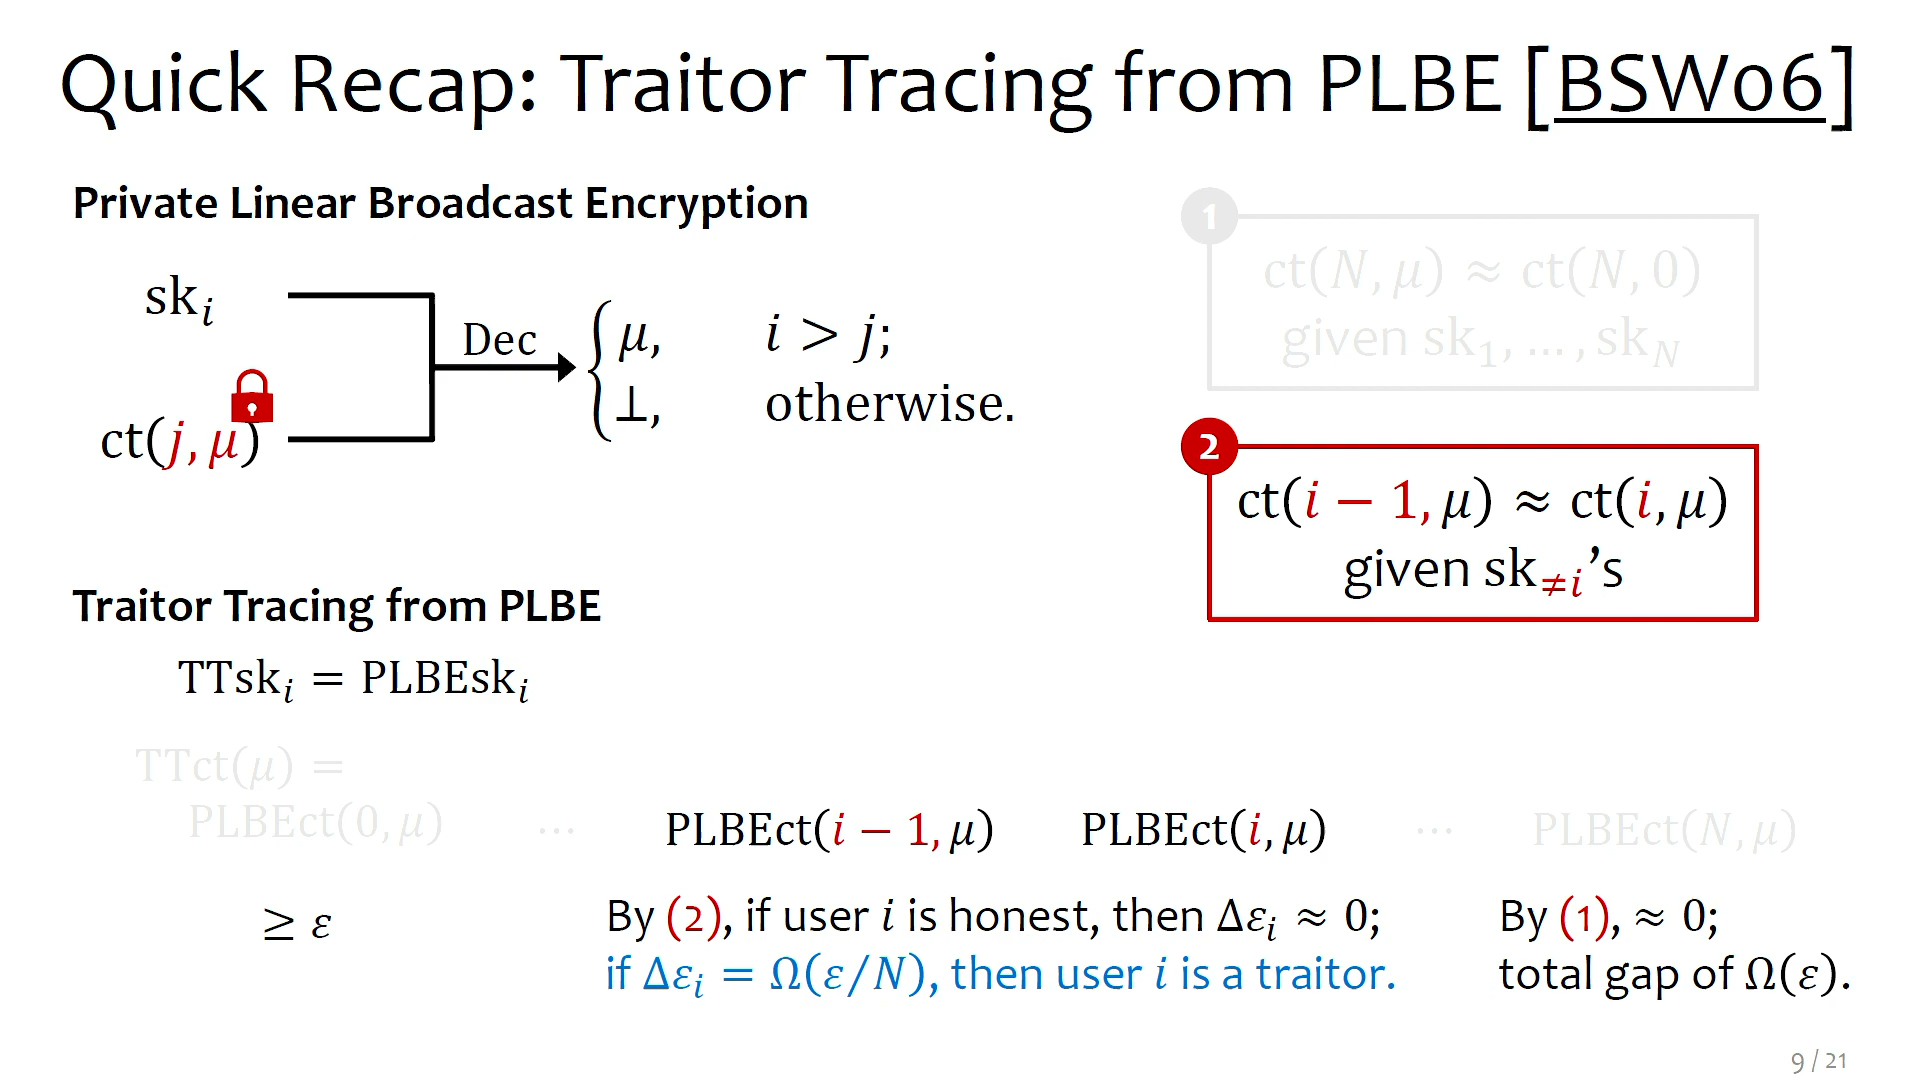 Quick Recap: Traitor Tracing from PLBE [BSW06]
Private Linear Broadcast Encryption
sk_i
ct(j, μ)
Dec
μ, i > j;
⊥, otherwise.
1
ct(N, μ) ≈ ct(N, 0)
given sk_1, … , sk_N
2
ct(i − 1, μ) ≈ ct(i, μ)
given sk_≠i's
Traitor Tracing from PLBE
TTsk_i = PLBEsk_i
TTct(μ) =
PLBEct(0, μ) ⋯ PLBEct(i − 1, μ) PLBEct(i, μ) ⋯ PLBEct(N, μ)
≥ ε
By (2), if user i is honest, then Δε_i ≈ 0;
if Δε_i = Ω(ε/N), then user i is a traitor.
By (1), ≈ 0;
total gap of Ω(ε).
9 / 21